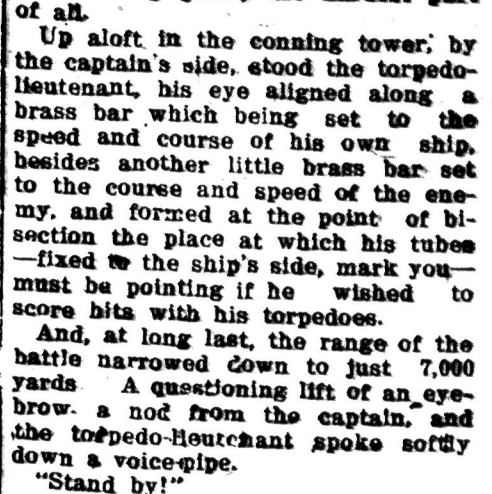 of all.
Up aloft in the conning tower, by
the captain's side, stood the torpedo-
lieutenant, his eye aligned along a
brass bar which being set to the
speed and course of his own ship,
besides another little brass bar set
to the course and speed of the ene-
my, and formed at the point of bi-
section the place at which his tubes
—fixed to the ship's side, mark you—
must be pointing if he wished to
score hits with his torpedoes.
And, at long last, the range of the
battle narrowed down to just 7,000
yards A questioning lift of an eye-
brow. a nod from the captain, and
the torpedo-lieutenant spoke softly
down a voice-pipe.
"Stand by!"